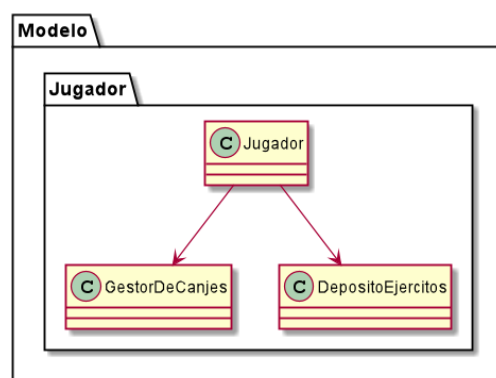 Modelo
Jugador
C Jugador
C GestorDeCanjes
C DepositoEjercitos